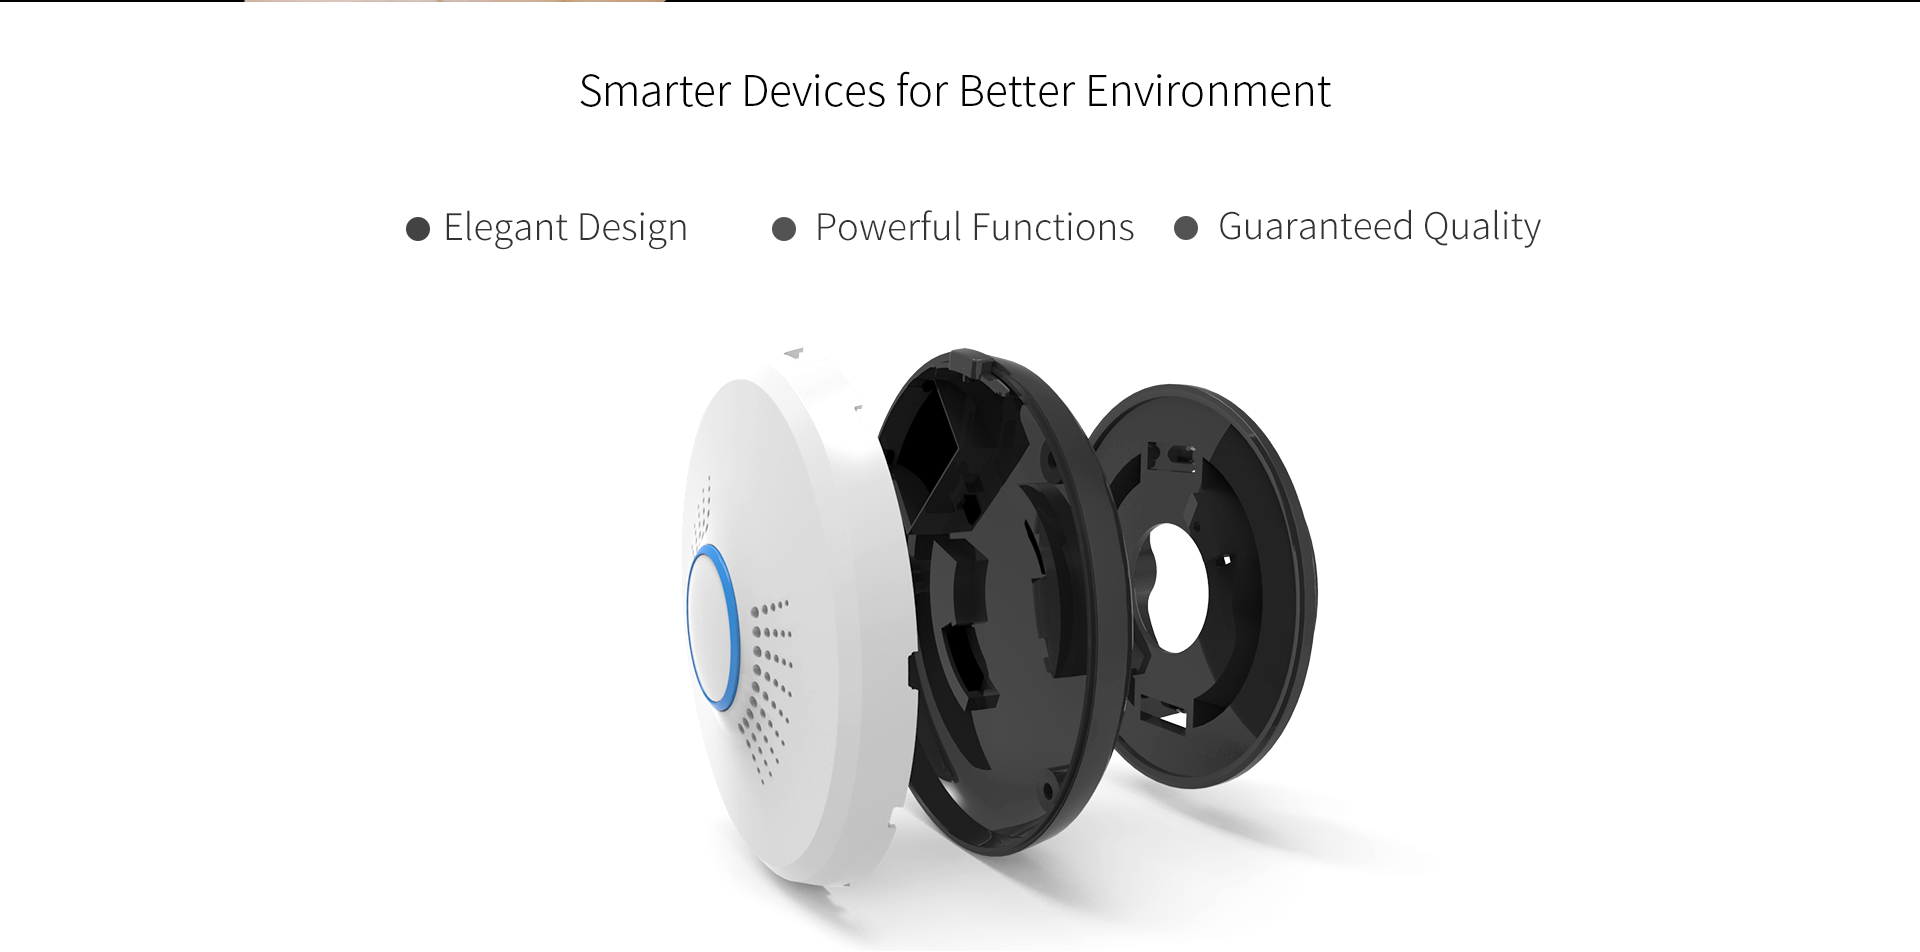 Smarter Devices for Better Environment
Elegant Design
Powerful Functions
Guaranteed Quality